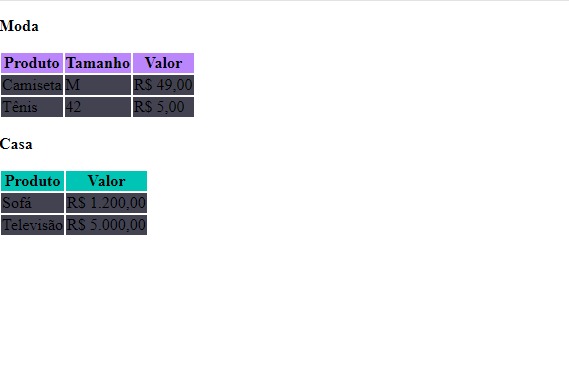 Moda
Produto Tamanho Valor
Camiseta M R$ 49,00
Tênis 42 R$ 5,00
Casa
Produto Valor
Sofá R$ 1.200,00
Televisão R$ 5.000,00